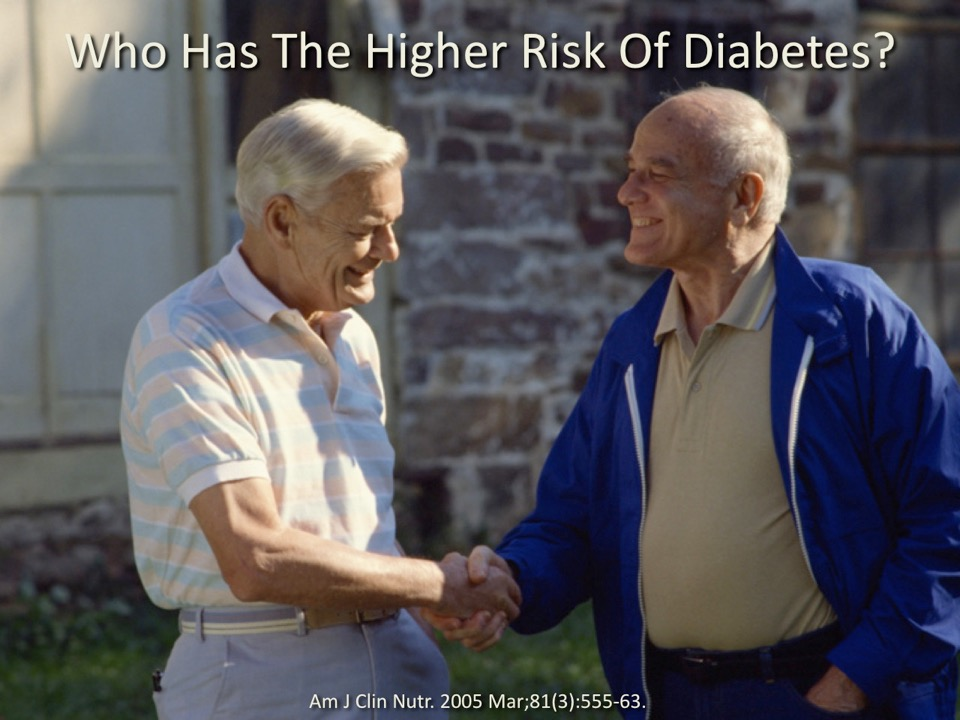 Who Has The Higher Risk Of Diabetes?
Am J Clin Nutr. 2005 Mar;81(3):555-63.